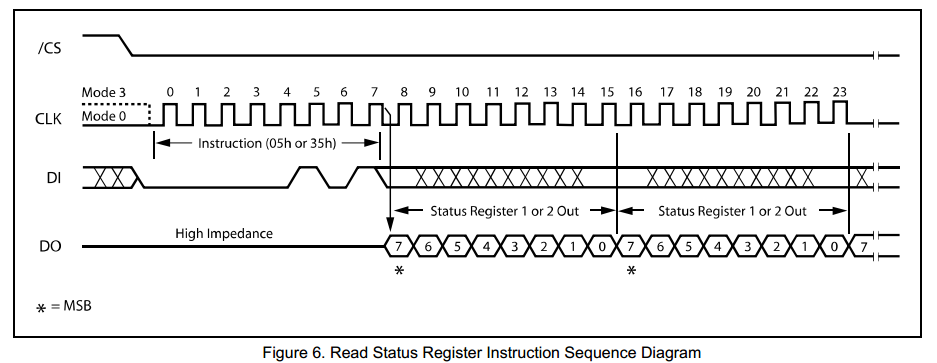 /CS
Mode 3 0 1 2 3 4 5 6 7 8 9 10 11 12 13 14 15 16 17 18 19 20 21 22 23
CLK Mode 0
Instruction (05h or 35h)
DI
Status Register 1 or 2 Out Status Register 1 or 2 Out
High Impedance
DO 7 6 5 4 3 2 1 0 7 6 5 4 3 2 1 0 7
* *
* = MSB
Figure 6. Read Status Register Instruction Sequence Diagram